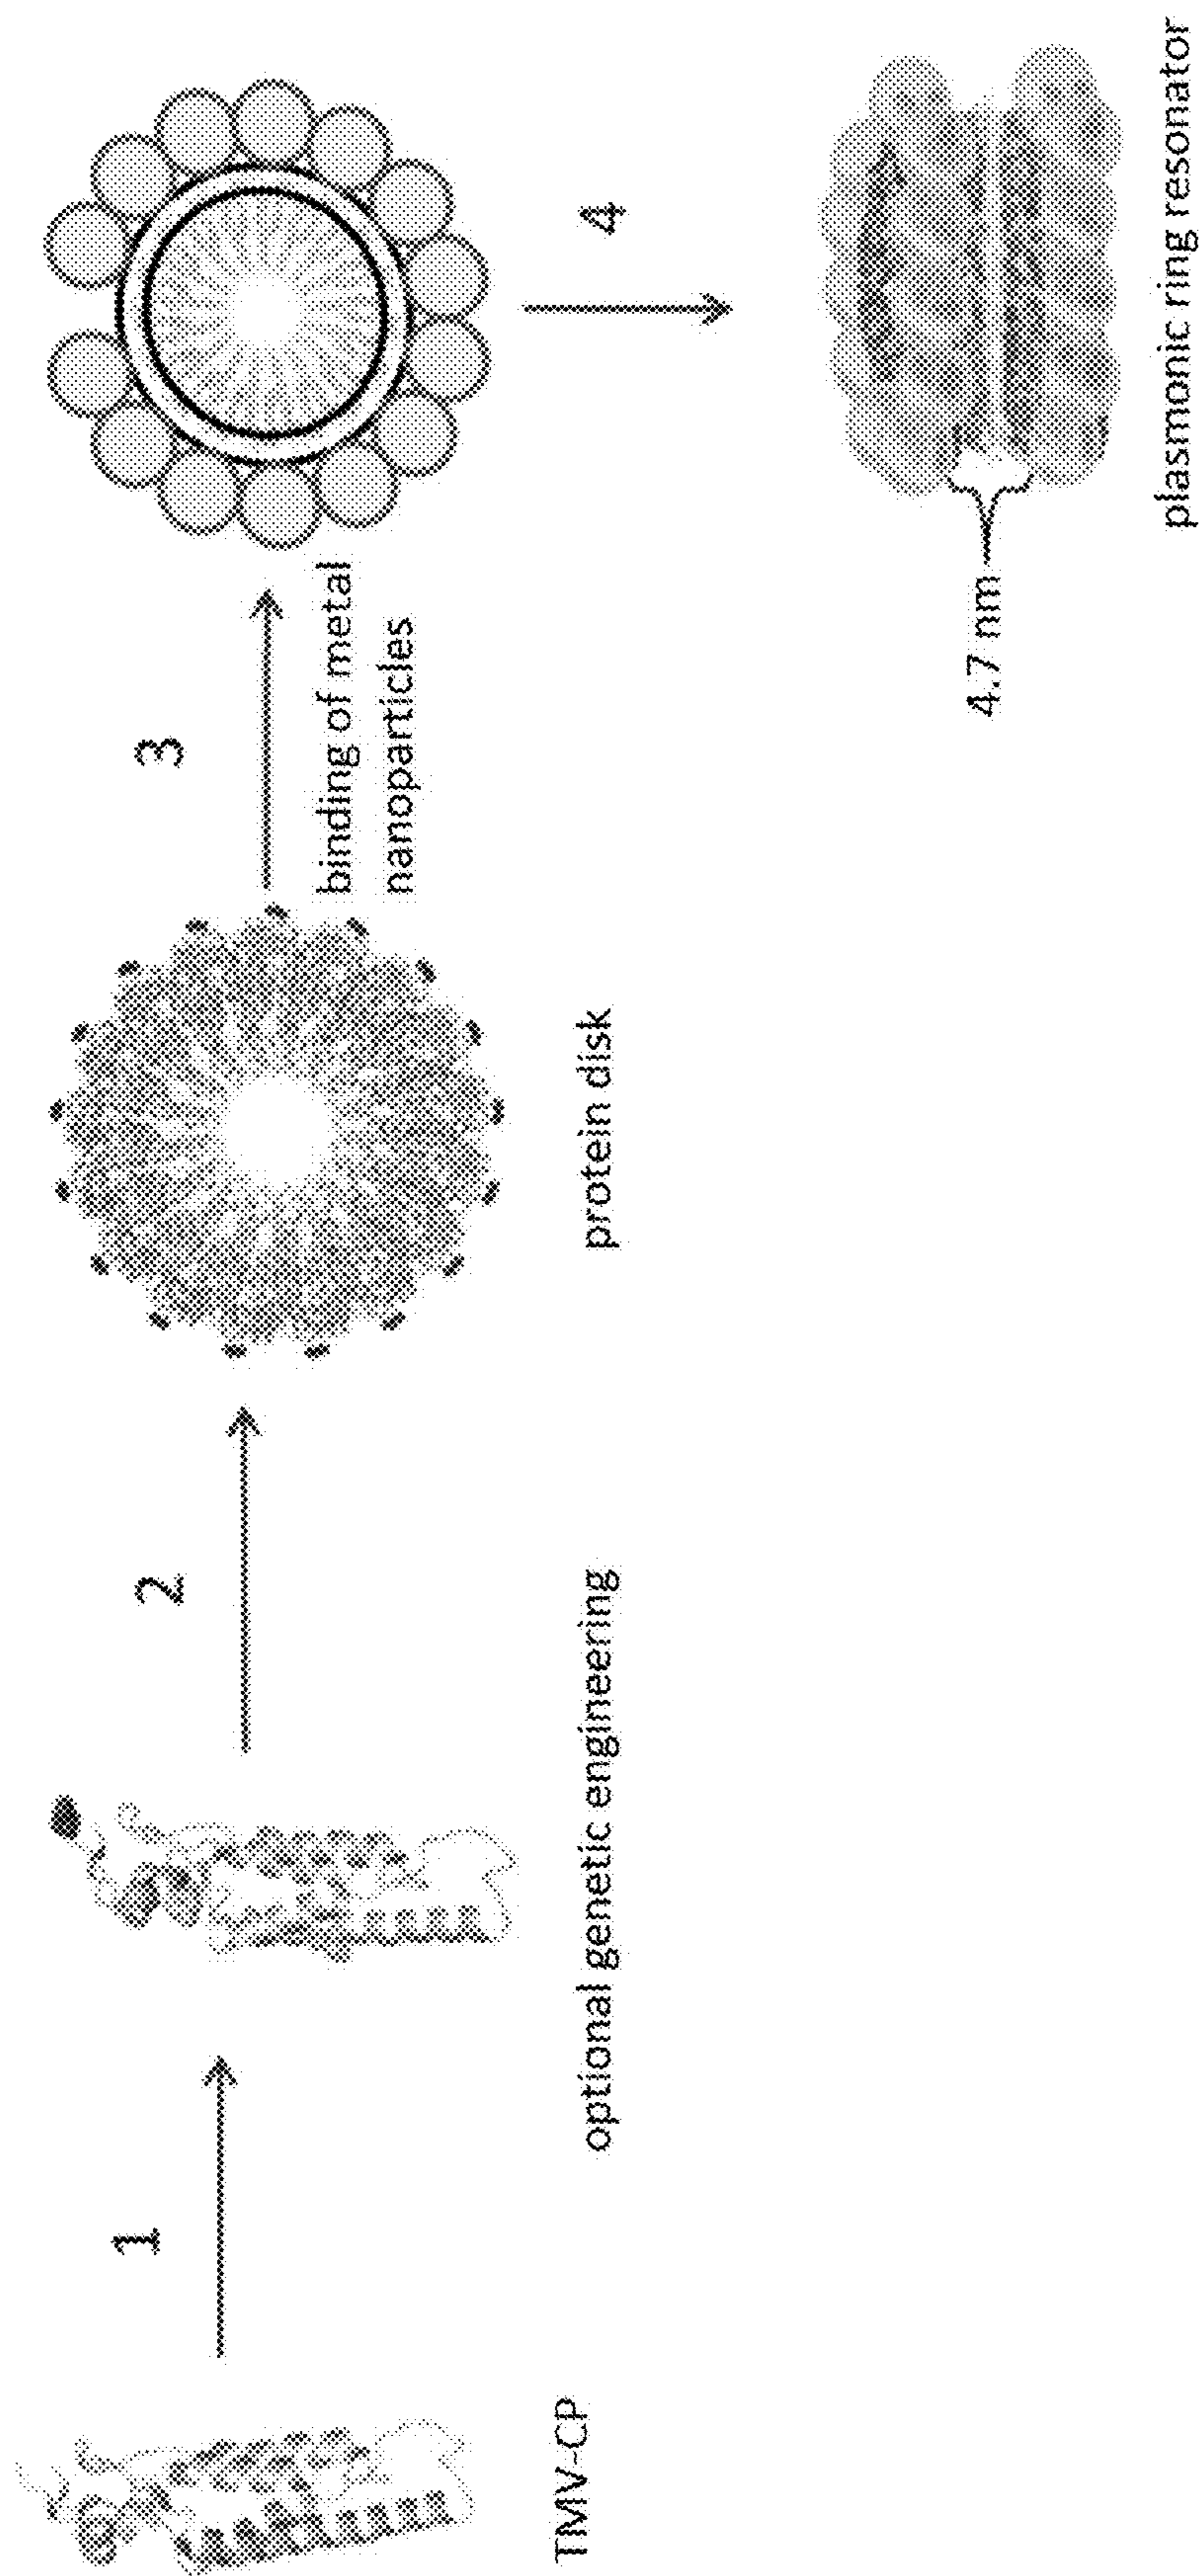 1
2
3
binding of metal
nanoparticles
TMV-CP
optional genetic engineering
protein disk
4
4.7 nm
plasmonic ring resonator